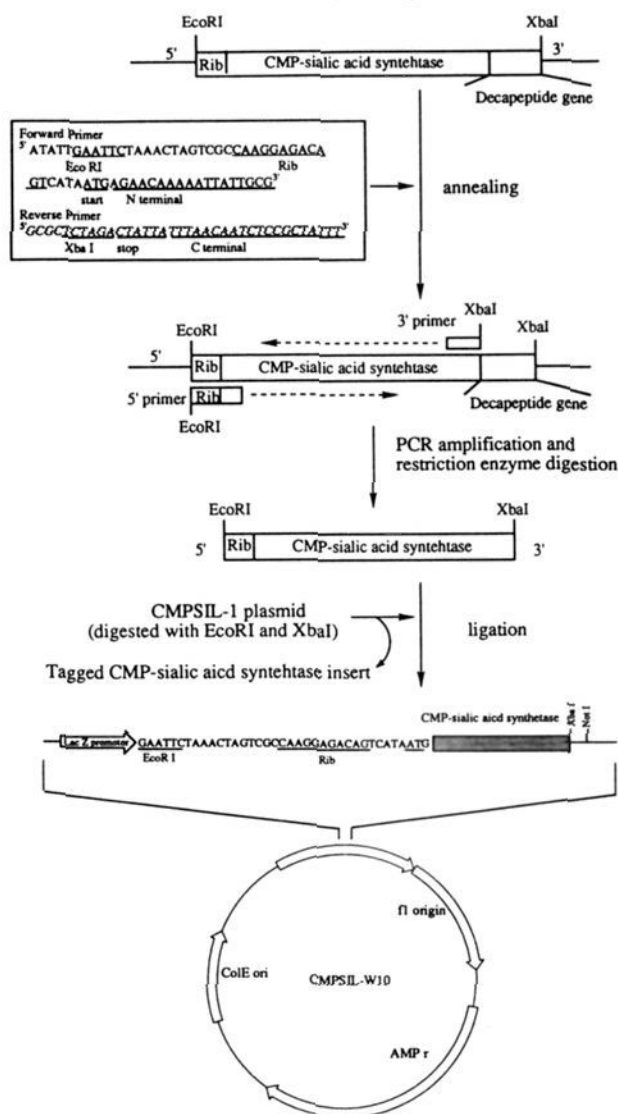 EcoRI
XbaI
5'
Rib
CMP-sialic acid syntehtase
3'
Decapeptide gene
Forward Primer
5' ATATTGAATTCTAAACTAGTCGCCAAGGAGACA
Eco RI
Rib
GTCATAATGAGAACAAAAATTATTGCG3'
start
N terminal
Reverse Primer
5'GCGCTCTAGACTATTATTTAACAATCTCCGCTATTT3'
Xba I
stop
C terminal
annealing
3' primer
XbaI
EcoRI
XbaI
5'
Rib
CMP-sialic acid syntehtase
5' primer
Rib
EcoRI
Decapeptide gene
PCR amplification and
restriction enzyme digestion
EcoRI
XbaI
5'
Rib
CMP-sialic acid syntehtase
3'
CMPSIL-1 plasmid
(digested with EcoRI and XbaI)
ligation
Tagged CMP-sialic aicd syntehtase insert
CMP-sialic aicd synthetase
Xba I
Not I
Lac Z promoter
GAATTCTAAACTAGTCGCCAAGGAGACAGTCATAATG
EcoR I
Rib
f1 origin
ColE ori
CMPSIL-W10
AMP r